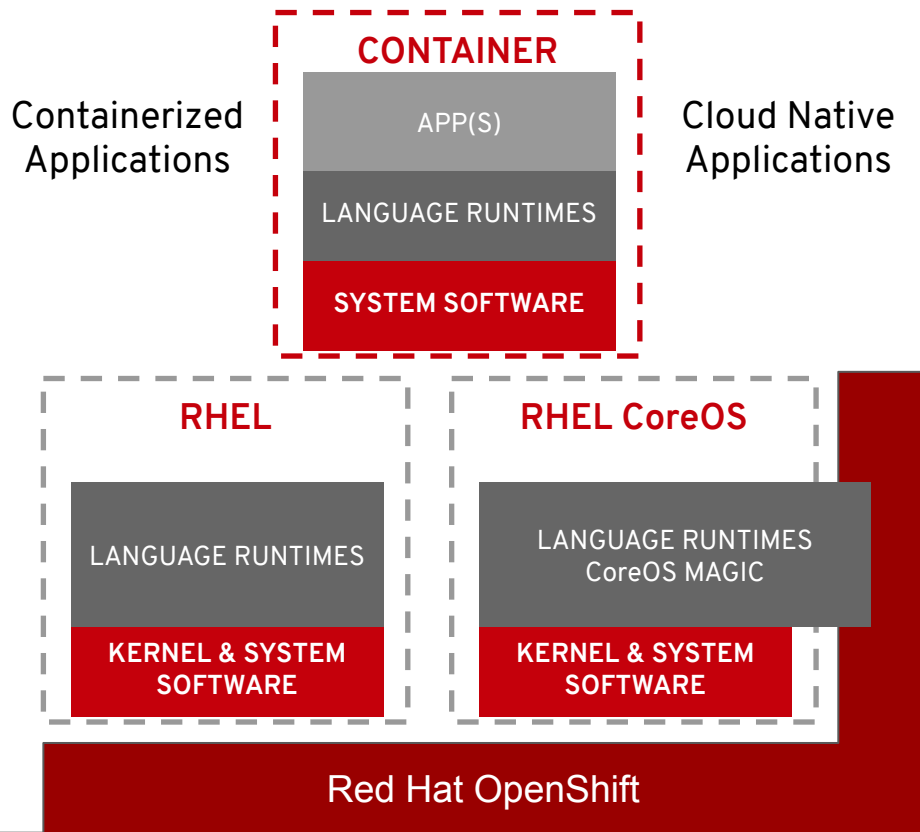 CONTAINER
Containerized
Applications
APP(S)
LANGUAGE RUNTIMES
SYSTEM SOFTWARE
Cloud Native
Applications
RHEL
LANGUAGE RUNTIMES
KERNEL & SYSTEM
SOFTWARE
RHEL CoreOS
LANGUAGE RUNTIMES
CoreOS MAGIC
KERNEL & SYSTEM
SOFTWARE
Red Hat OpenShift